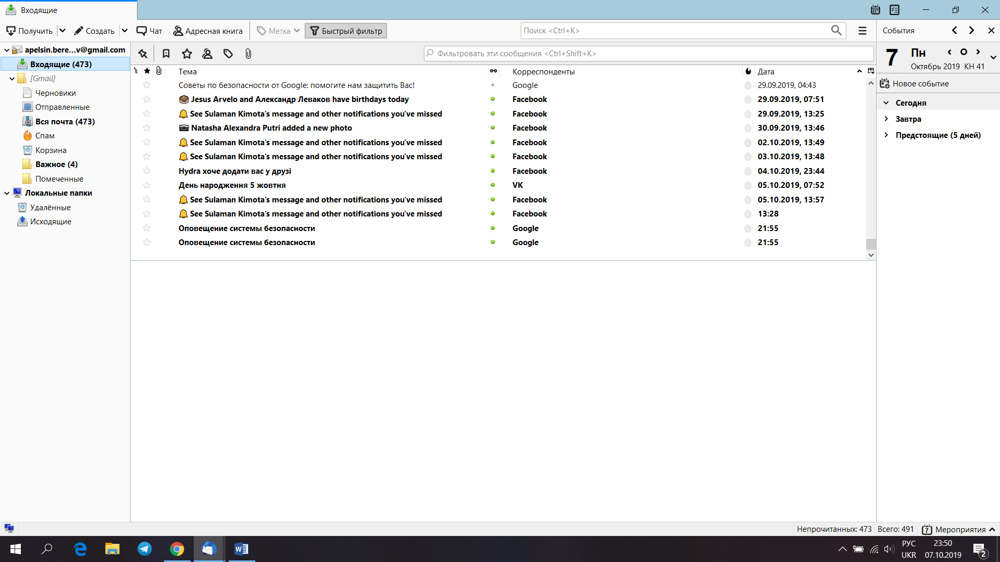 Входящие
Получить
Создать
Чат
Адресная книга
Метка
Быстрый фильтр
Поиск <Ctrl+K>
События
apelsin.bere...v@gmail.com
Входящие (473)
[Gmail]
Черновики
Отправленные
Вся почта (473)
Спам
Корзина
Важное (4)
Помеченные
Локальные папки
Удалённые
Исходящие
Фильтровать эти сообщения <Ctrl+Shift+K>
Тема Корреспонденты Дата
Советы по безопасности от Google: помогите нам защитить Вас! Google 29.09.2019, 04:43
Jesus Arvelo and Александр Леваков have birthdays today Facebook 29.09.2019, 07:51
See Sulaman Kimota's message and other notifications you've missed Facebook 29.09.2019, 13:25
Natasha Alexandra Putri added a new photo Facebook 30.09.2019, 13:46
See Sulaman Kimota's message and other notifications you've missed Facebook 02.10.2019, 13:49
See Sulaman Kimota's message and other notifications you've missed Facebook 03.10.2019, 13:48
Hydra хоче додати вас у друзі Facebook 04.10.2019, 23:44
День народження 5 жовтня VK 05.10.2019, 07:52
See Sulaman Kimota's message and other notifications you've missed Facebook 05.10.2019, 13:57
See Sulaman Kimota's message and other notifications you've missed Facebook 13:28
Оповещение системы безопасности Google 21:55
Оповещение системы безопасности Google 21:55
7 Пн
Октябрь 2019 КН 41
Новое событие
Сегодня
Завтра
Предстоящие (5 дней)
Непрочитанных: 473 Всего: 491 7 Мероприятия
РУС
UKR
23:50
07.10.2019
2